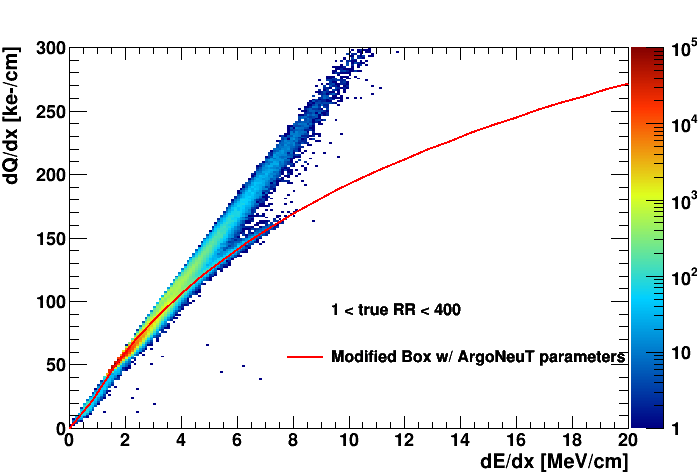 dQ/dx [ke-/cm]
300
250
200
150
100
50
0
0 2 4 6 8 10 12 14 16 18 20
dE/dx [MeV/cm]
1 < true RR < 400
Modified Box w/ ArgoNeuT parameters
10⁵
10⁴
10³
10²
10
1